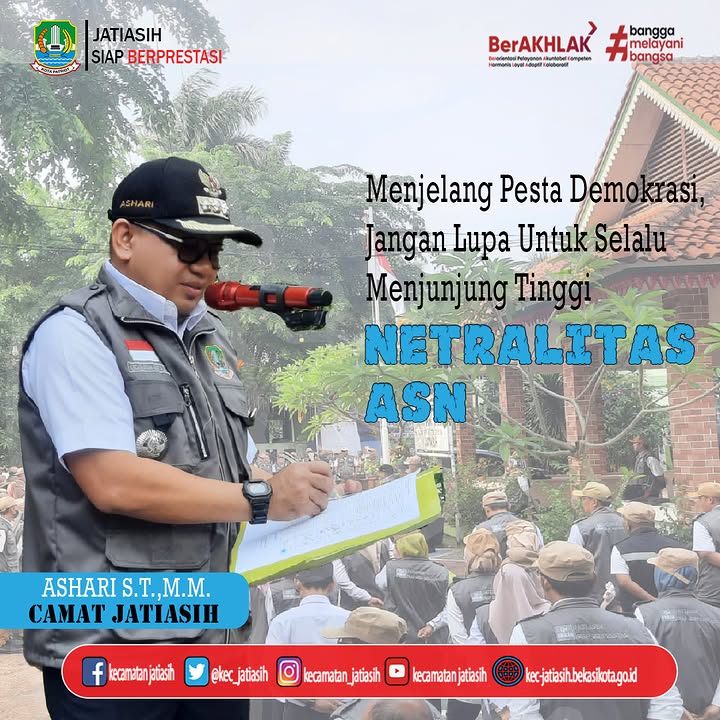 JATIASIH
SIAP BERPRESTASI
KOTA PATRIOT
BerAKHLAK
Berorientasi Pelayanan Akuntabel Kompeten
Harmonis Loyal Adaptif Kolaboratif
#bangga
melayani
bangsa
ASHARI
Menjelang Pesta Demokrasi,
Jangan Lupa Untuk Selalu
Menjunjung Tinggi
NETRALITAS
ASN
ASHARI S.T.,M.M.
CAMAT JATIASIH
kecamatan jatiasih
@kec_jatiasih
kecamatan_jatiasih
kecamatan jatiasih
kec-jatiasih.bekasikota.go.id